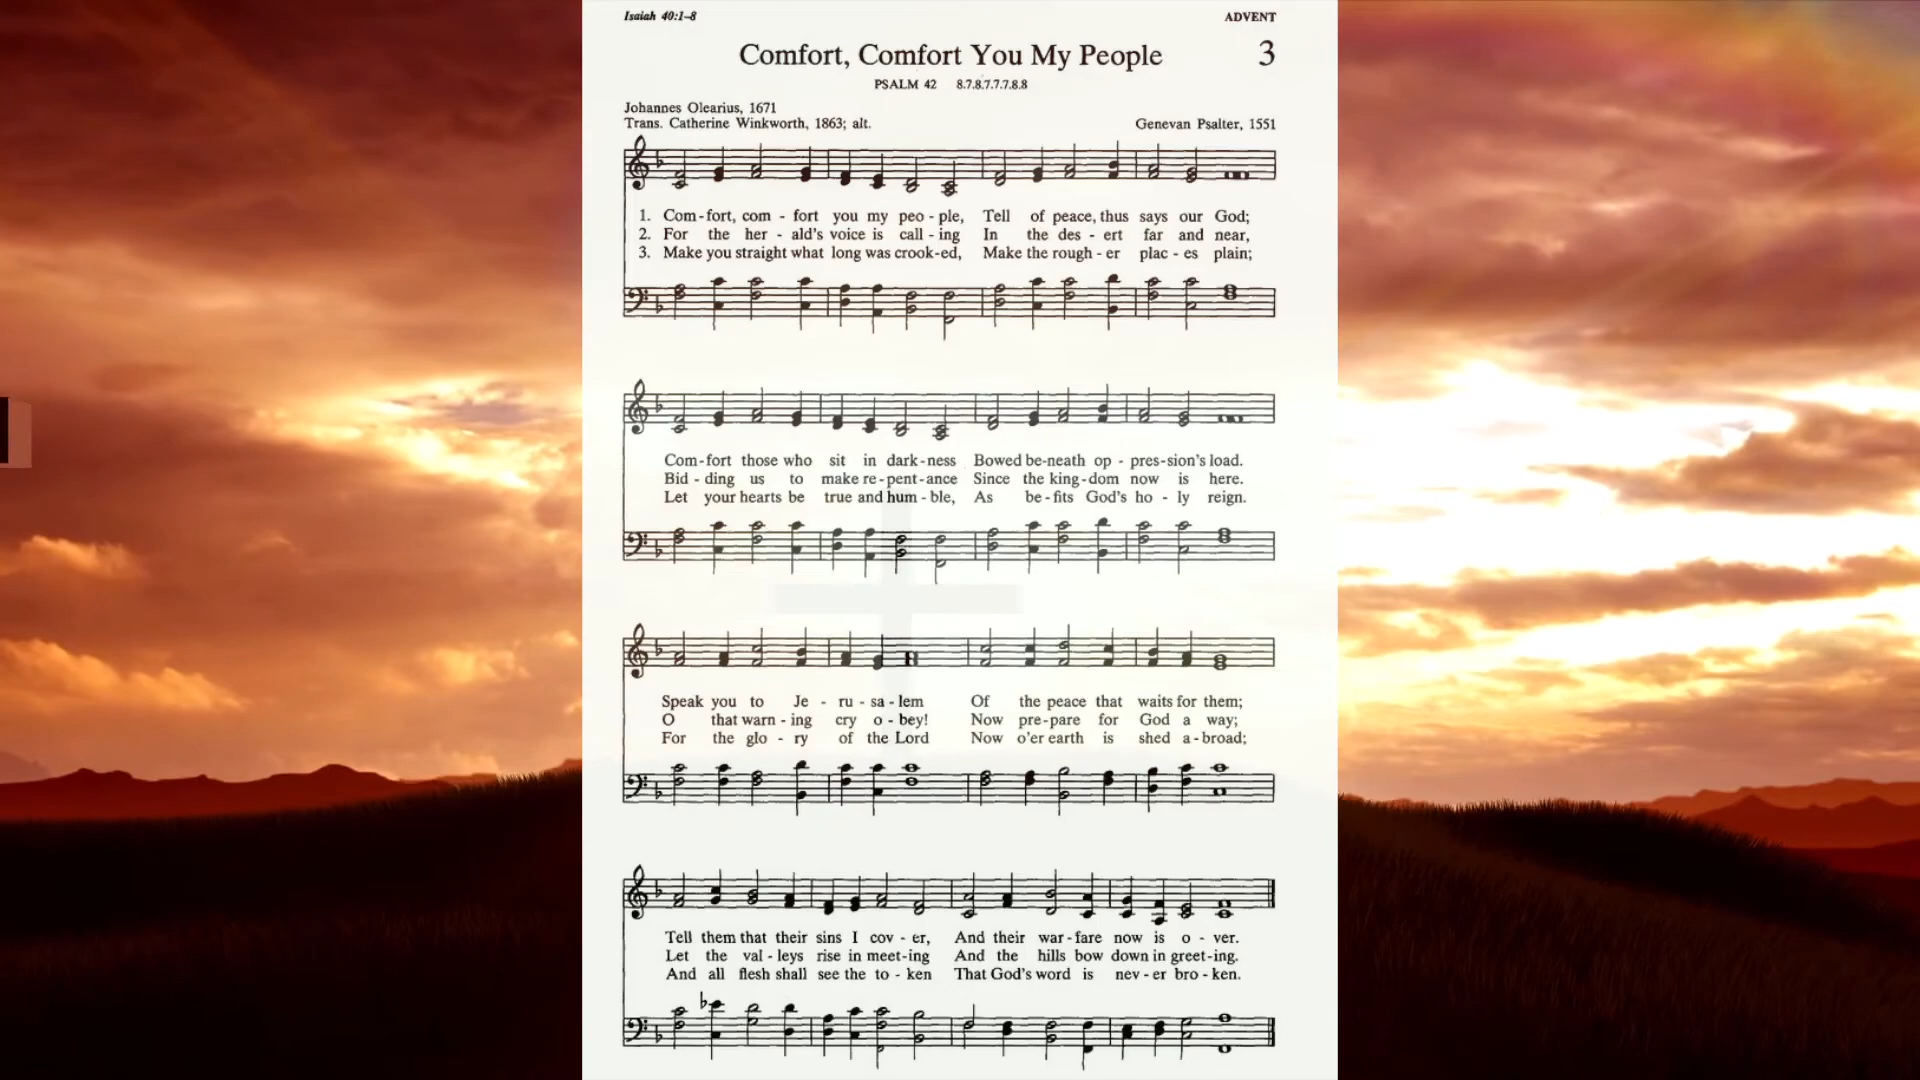 Isaiah 40:1–8
ADVENT
Comfort, Comfort You My People 3
PSALM 42 8.7.8.7.7.7.8.8
Johannes Olearius, 1671
Trans. Catherine Winkworth, 1863; alt.
Genevan Psalter, 1551
1. Com-fort, com - fort you my peo - ple, Tell of peace, thus says our God;
2. For the her - ald's voice is call - ing In the des - ert far and near,
3. Make you straight what long was crook-ed, Make the rough - er plac - es plain;
Com-fort those who sit in dark-ness Bowed be-neath op - pres-sion's load.
Bid - ding us to make re-pent-ance Since the king-dom now is here.
Let your hearts be true and hum-ble, As be-fits God's ho - ly reign.
Speak you to Je - ru - sa - lem Of the peace that waits for them;
O that warn - ing cry o - bey! Now pre-pare for God a way;
For the glo - ry of the Lord Now o'er earth is shed a-broad;
Tell them that their sins I cov - er, And their war-fare now is o - ver.
Let the val - leys rise in meet-ing And the hills bow down in greet-ing.
And all flesh shall see the to - ken That God's word is nev - er bro - ken.